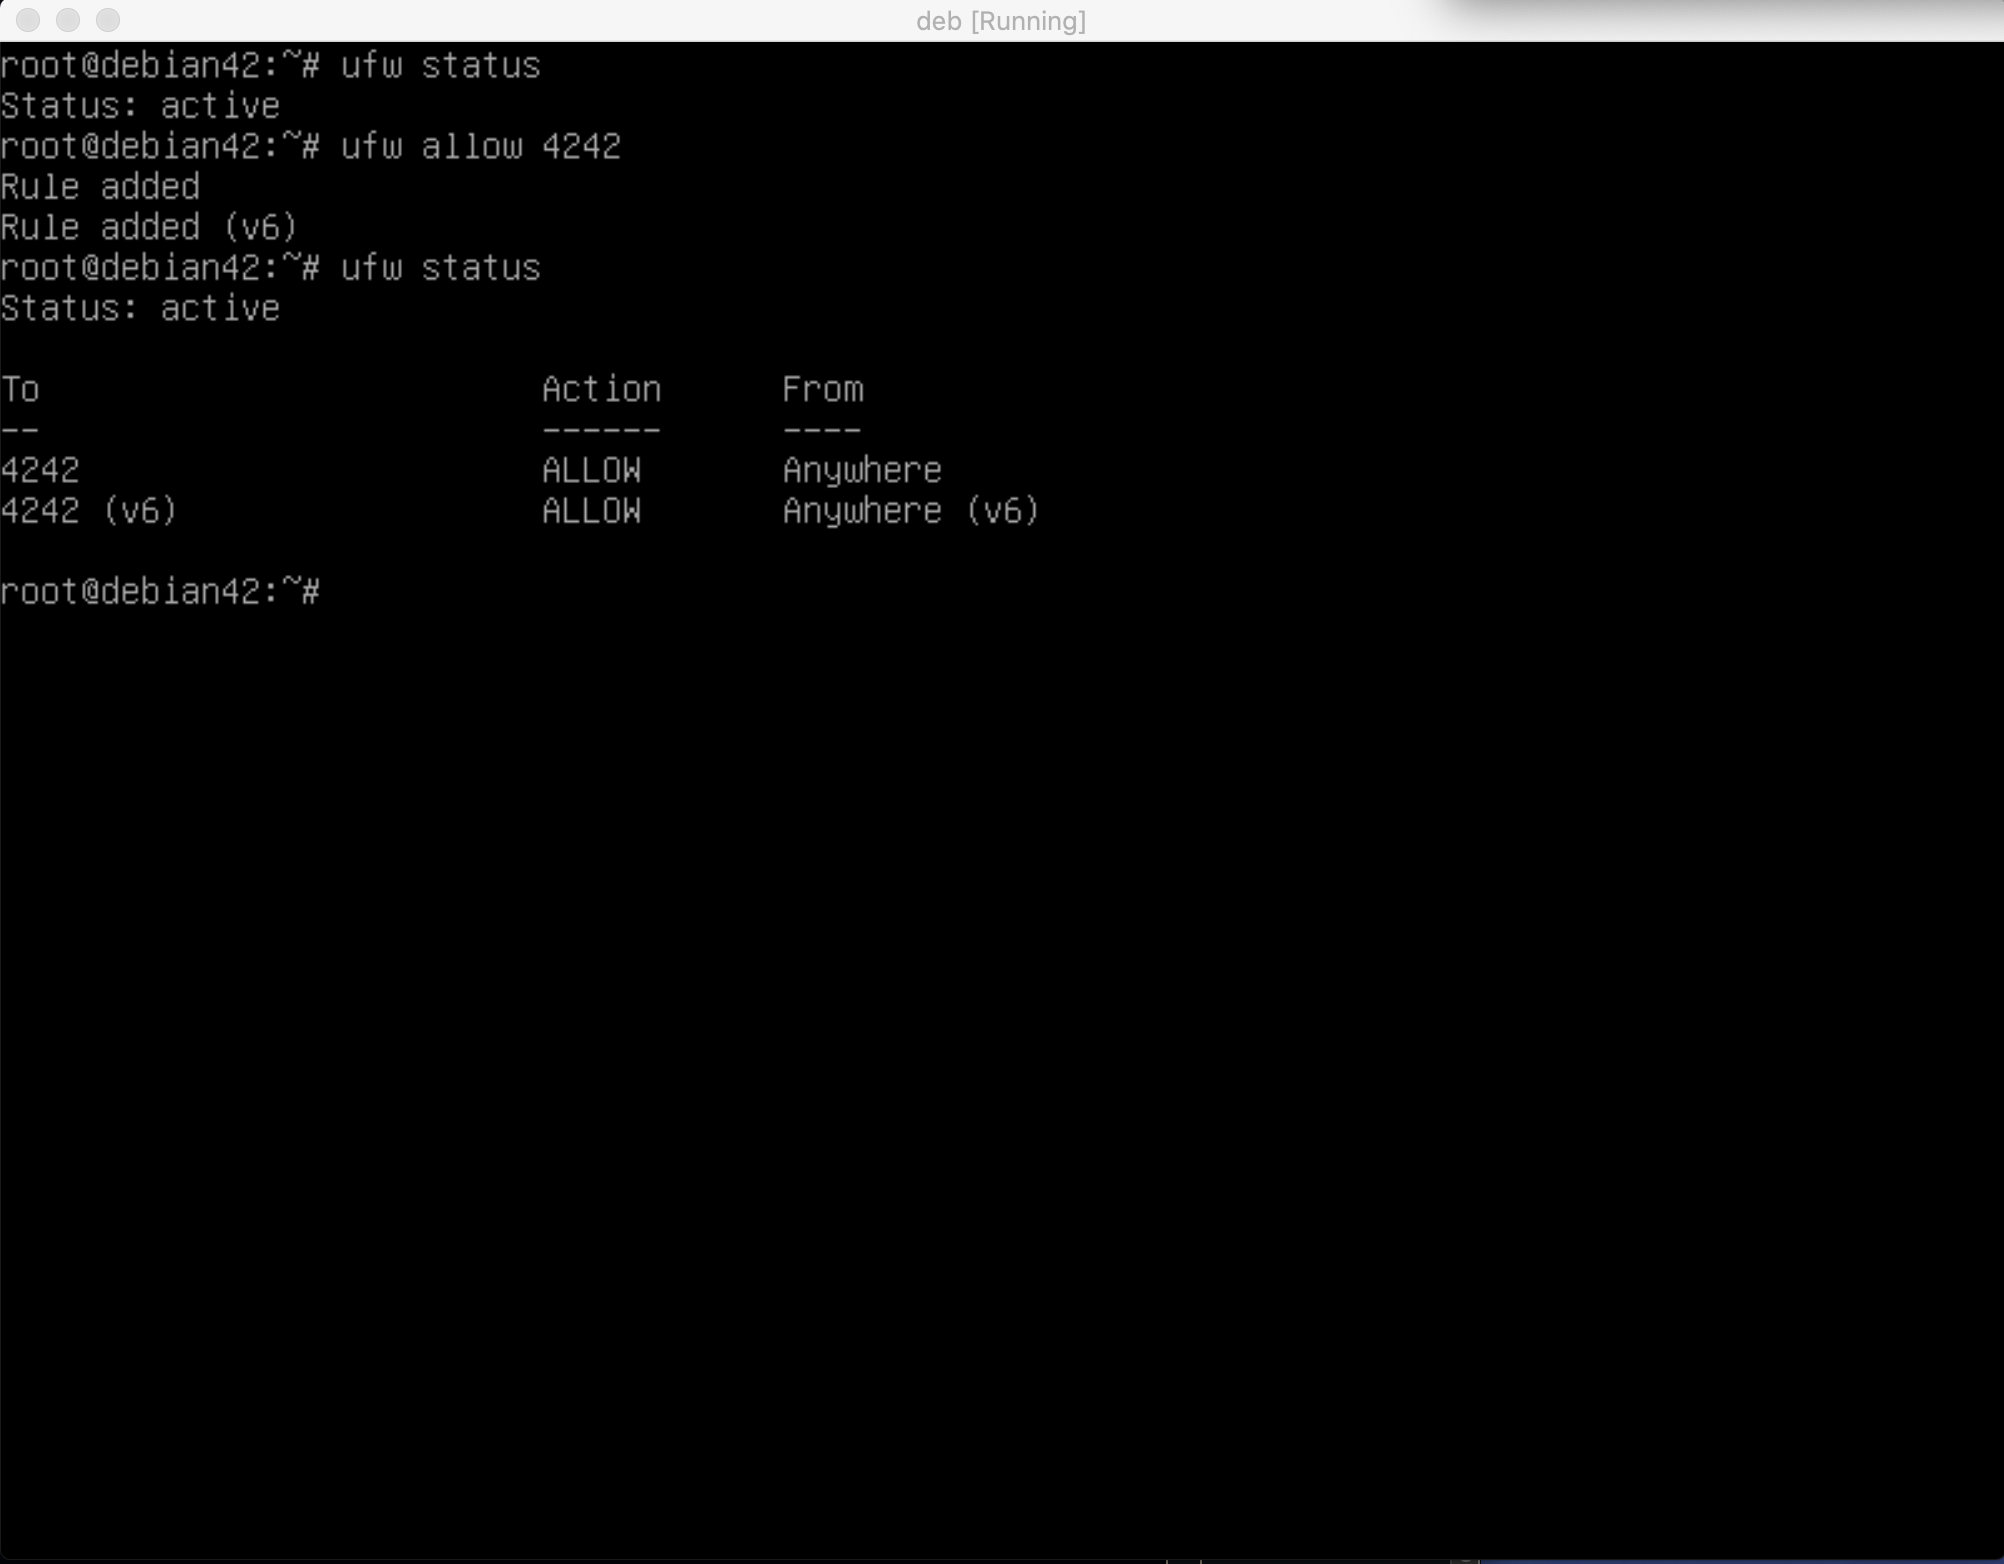 deb [Running]
root@debian42:~# ufw status
Status: active
root@debian42:~# ufw allow 4242
Rule added
Rule added (v6)
root@debian42:~# ufw status
Status: active
To                         Action      From
--                         ------      ----
4242                       ALLOW       Anywhere
4242 (v6)                  ALLOW       Anywhere (v6)
root@debian42:~#